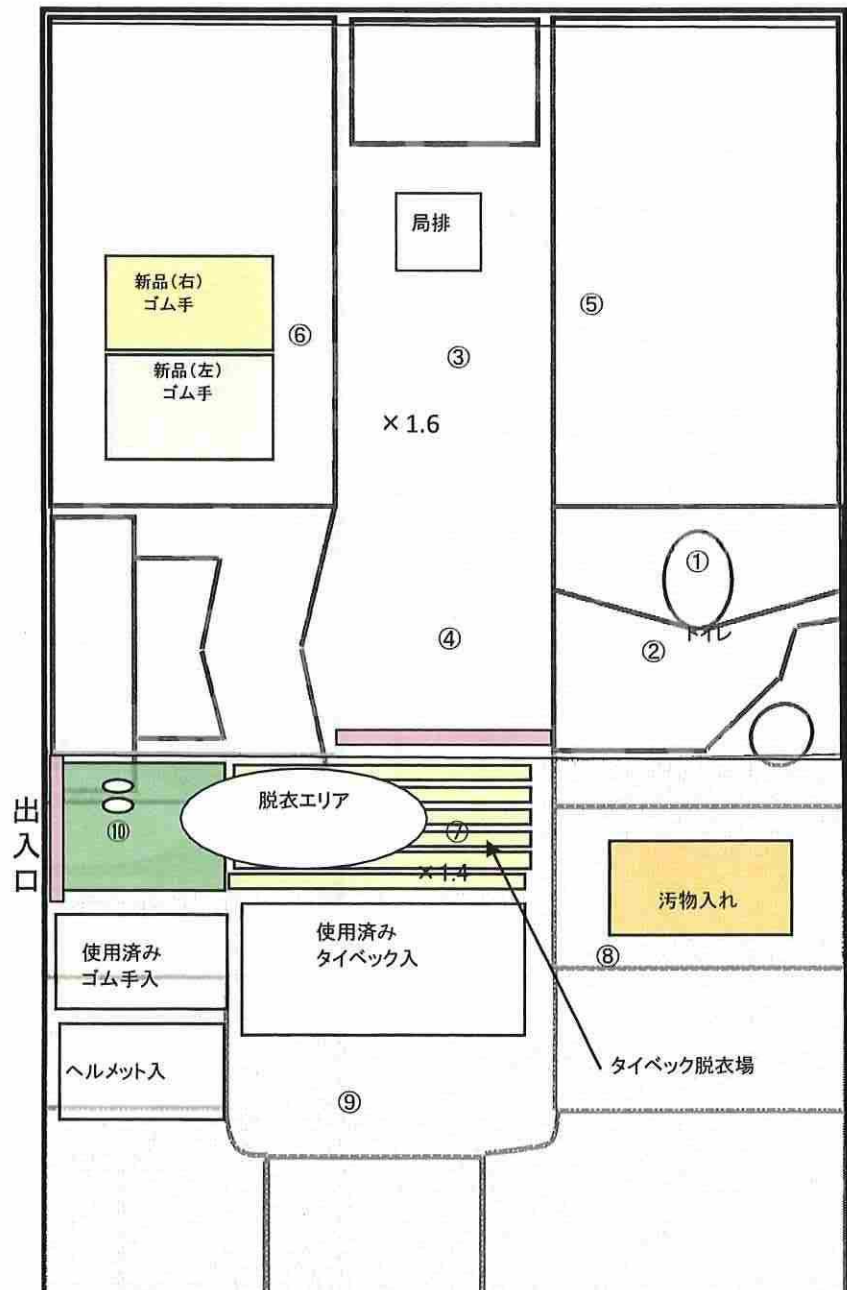 局排
新品(右)
ゴム手
⑥
⑤
③
新品(左)
ゴム手
×1.6
①
トイレ
②
④
出入口
⑩
脱衣エリア
⑦
×1.4
汚物入れ
使用済み
ゴム手入
使用済み
タイベック入
⑧
ヘルメット入
タイベック脱衣場
⑨